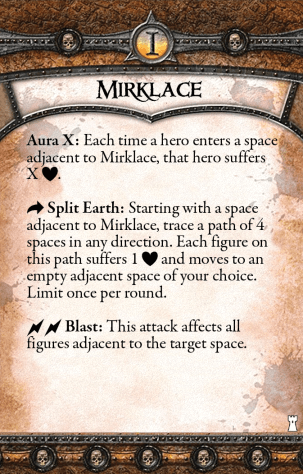 I
Mirklace
Aura X: Each time a hero enters a space
adjacent to Mirklace, that hero suffers
X ♥.
Split Earth: Starting with a space
adjacent to Mirklace, trace a path of 4
spaces in any direction. Each figure on
this path suffers 1 ♥ and moves to an
empty adjacent space of your choice.
Limit once per round.
Blast: This attack affects all
figures adjacent to the target space.